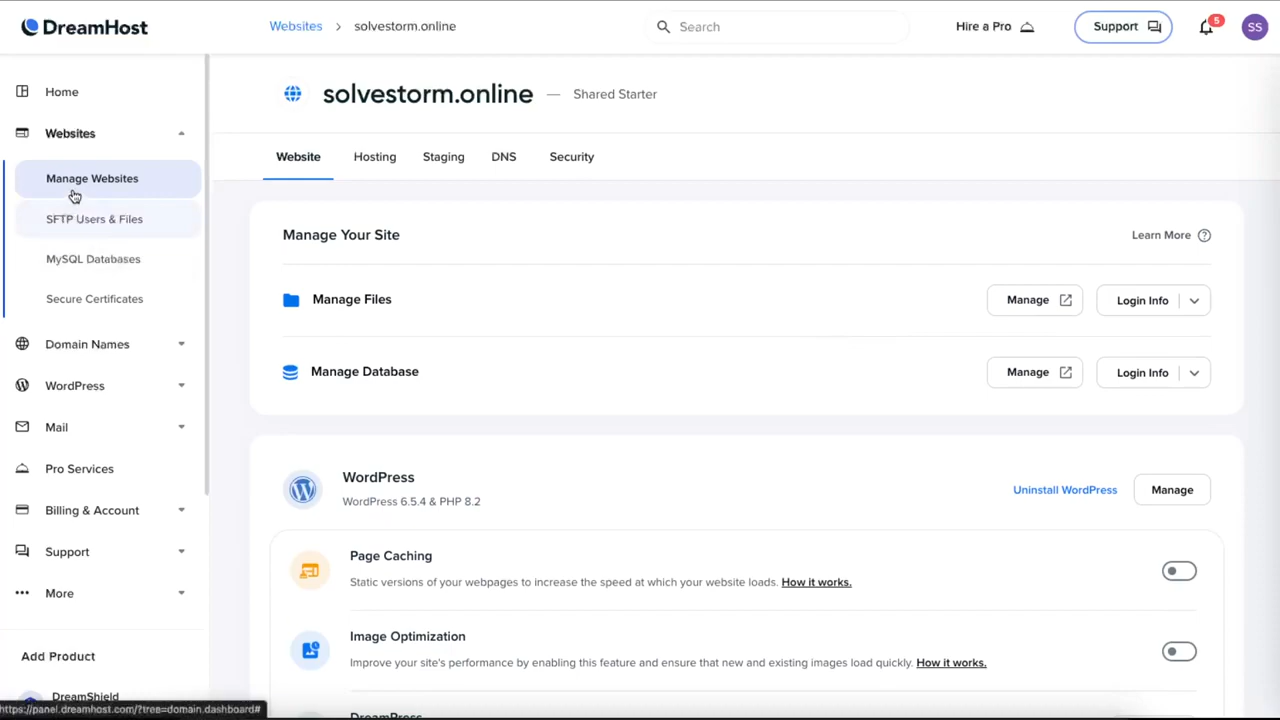 DreamHost
Websites > solvestorm.online
Search
Hire a Pro
Support
5
SS
Home
Websites
Manage Websites
SFTP Users & Files
MySQL Databases
Secure Certificates
Domain Names
WordPress
Mail
Pro Services
Billing & Account
Support
More
Add Product
DreamShield
https://panel.dreamhost.com/?tree=domain.dashboard#
solvestorm.online — Shared Starter
Website Hosting Staging DNS Security
Manage Your Site
Learn More ?
Manage Files
Manage
Login Info
Manage Database
Manage
Login Info
WordPress
WordPress 6.5.4 & PHP 8.2
Uninstall WordPress
Manage
Page Caching
Static versions of your webpages to increase the speed at which your website loads. How it works.
Image Optimization
Improve your site's performance by enabling this feature and ensure that new and existing images load quickly. How it works.
DreamPress